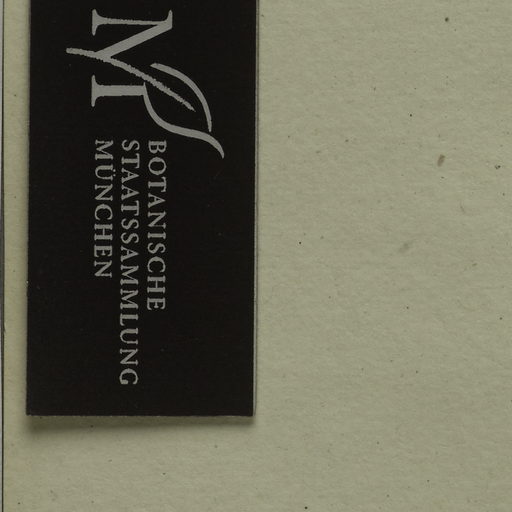 M
BOTANISCHE
STAATSSAMMLUNG
MÜNCHEN